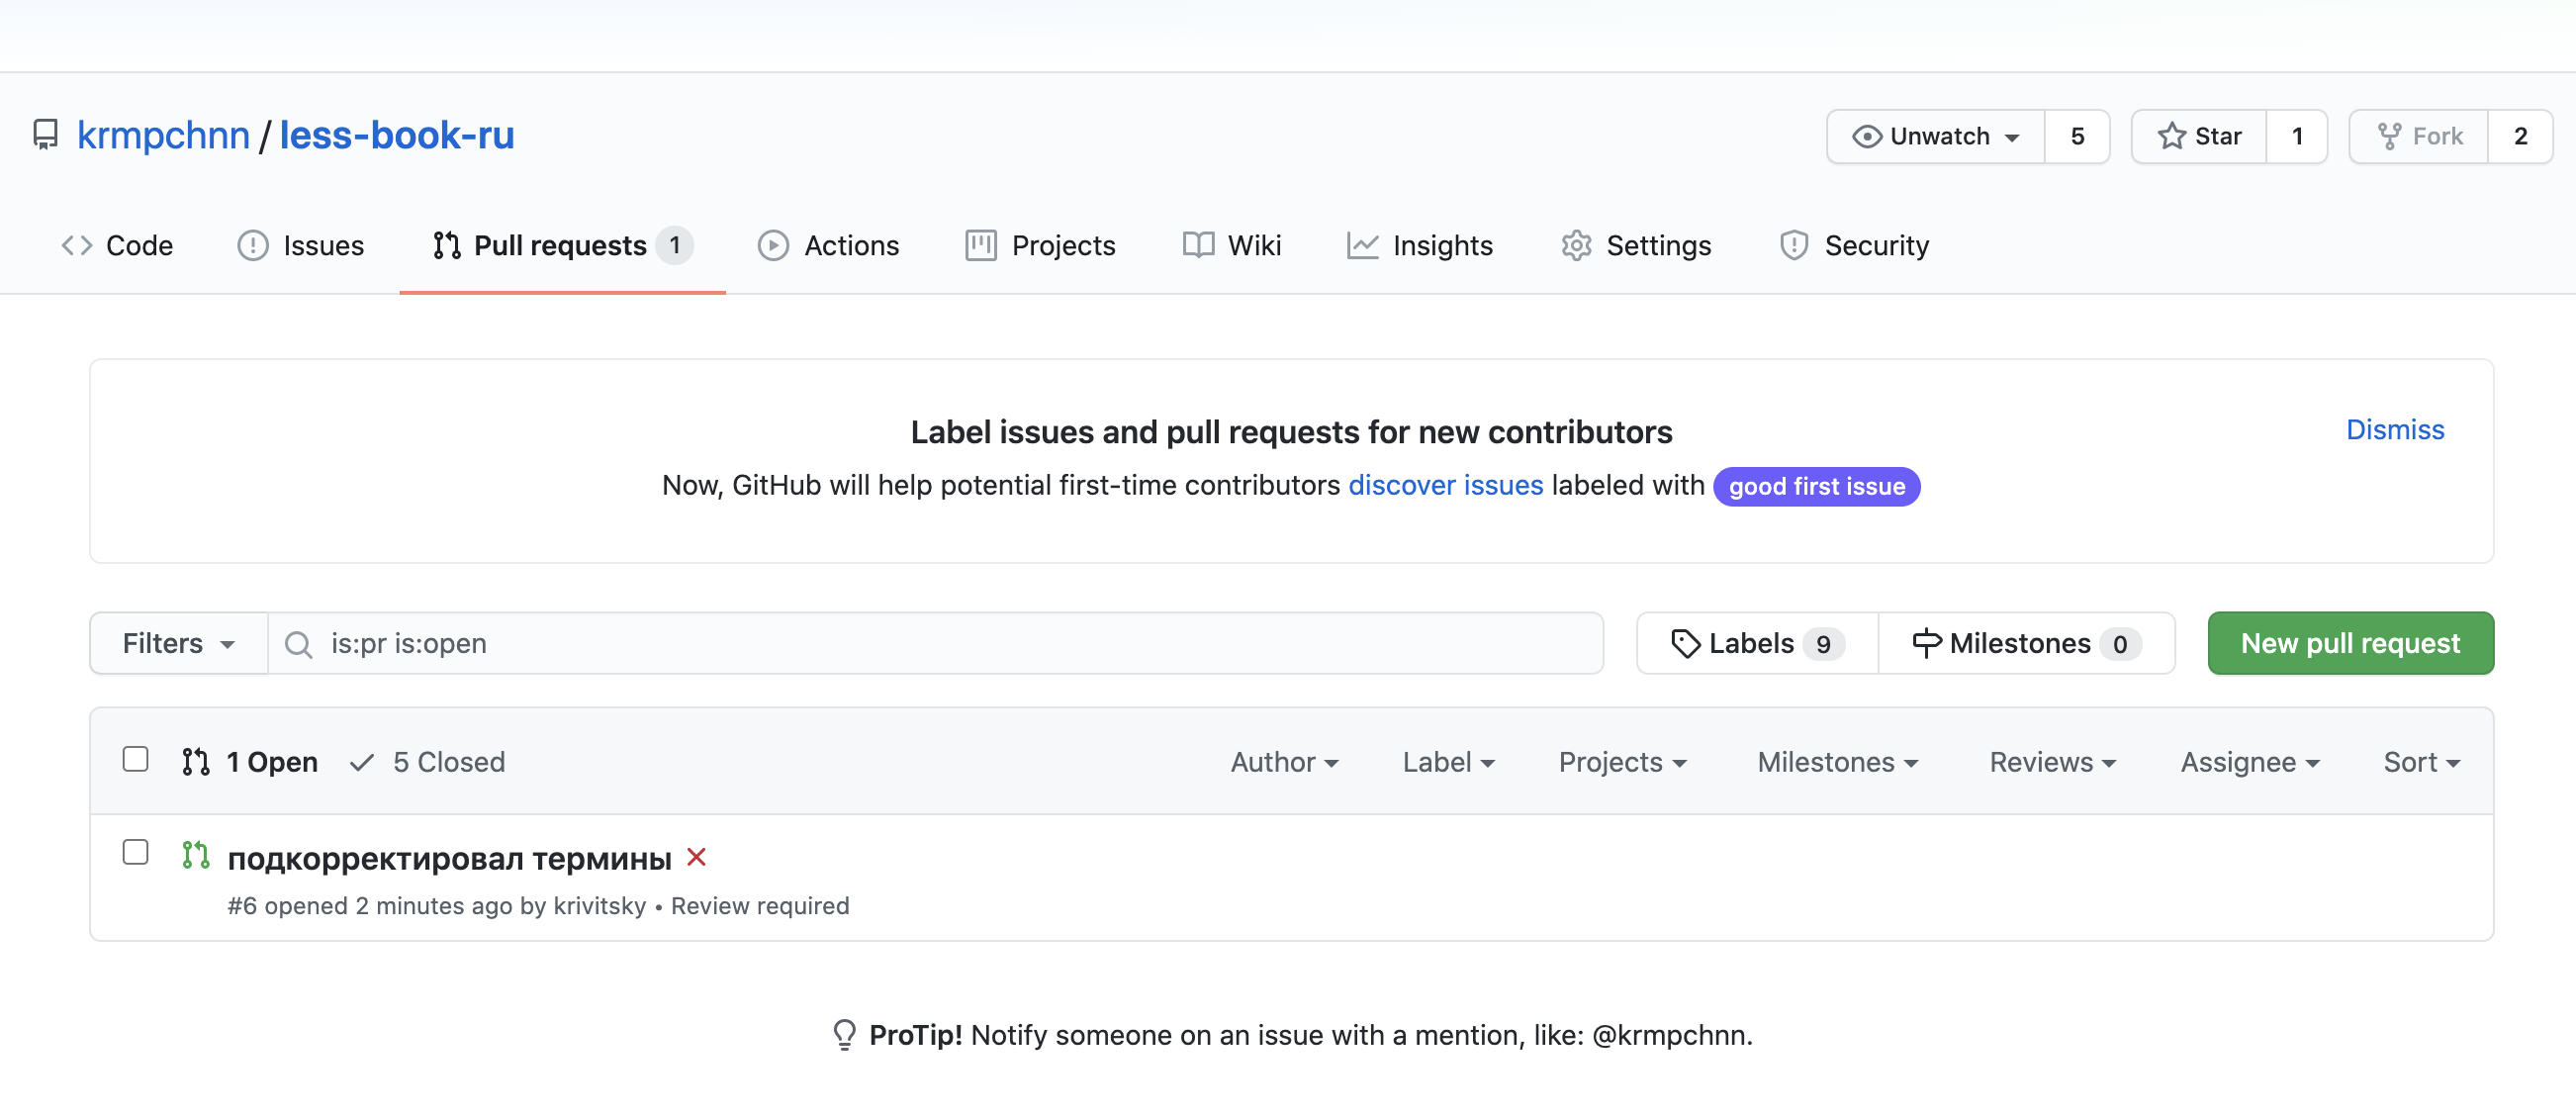 krmpchnn / less-book-ru
Unwatch 5 Star 1 Fork 2
Code Issues Pull requests 1 Actions Projects Wiki Insights Settings Security
Label issues and pull requests for new contributors
Dismiss
Now, GitHub will help potential first-time contributors discover issues labeled with good first issue
Filters is:pr is:open Labels 9 Milestones 0 New pull request
1 Open 5 Closed Author Label Projects Milestones Reviews Assignee Sort
подкорректировал термины
#6 opened 2 minutes ago by krivitsky • Review required
ProTip! Notify someone on an issue with a mention, like: @krmpchnn.